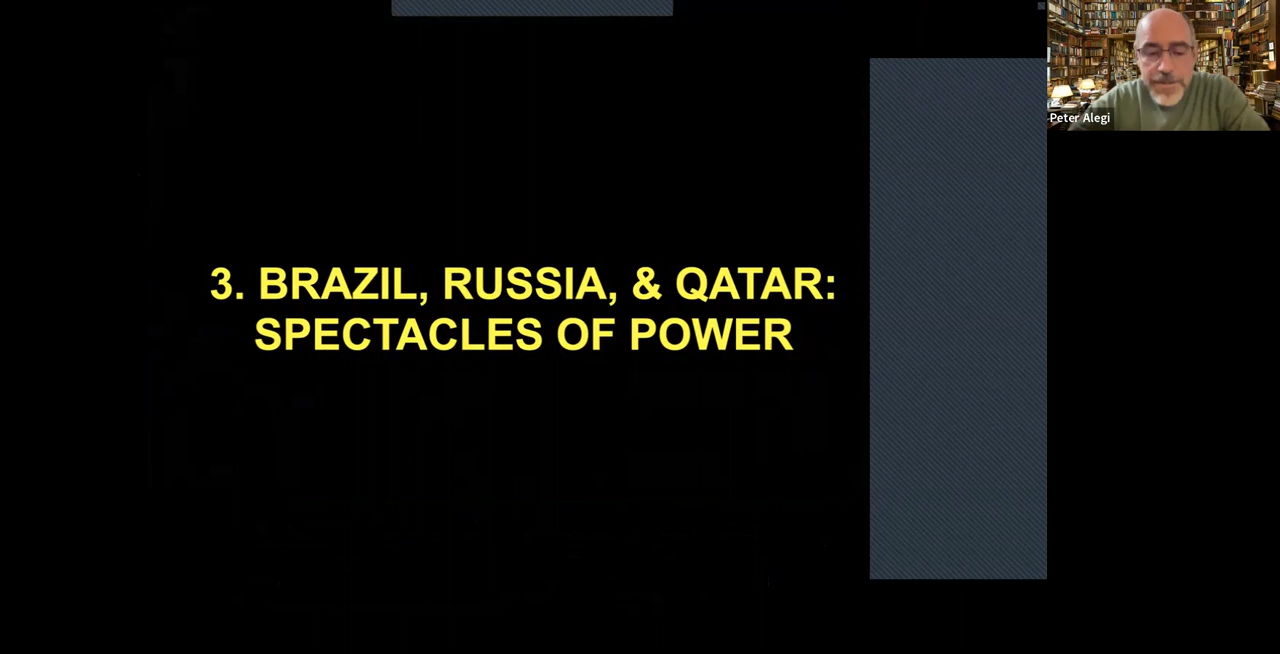 3. BRAZIL, RUSSIA, & QATAR:
SPECTACLES OF POWER
Peter Alegi